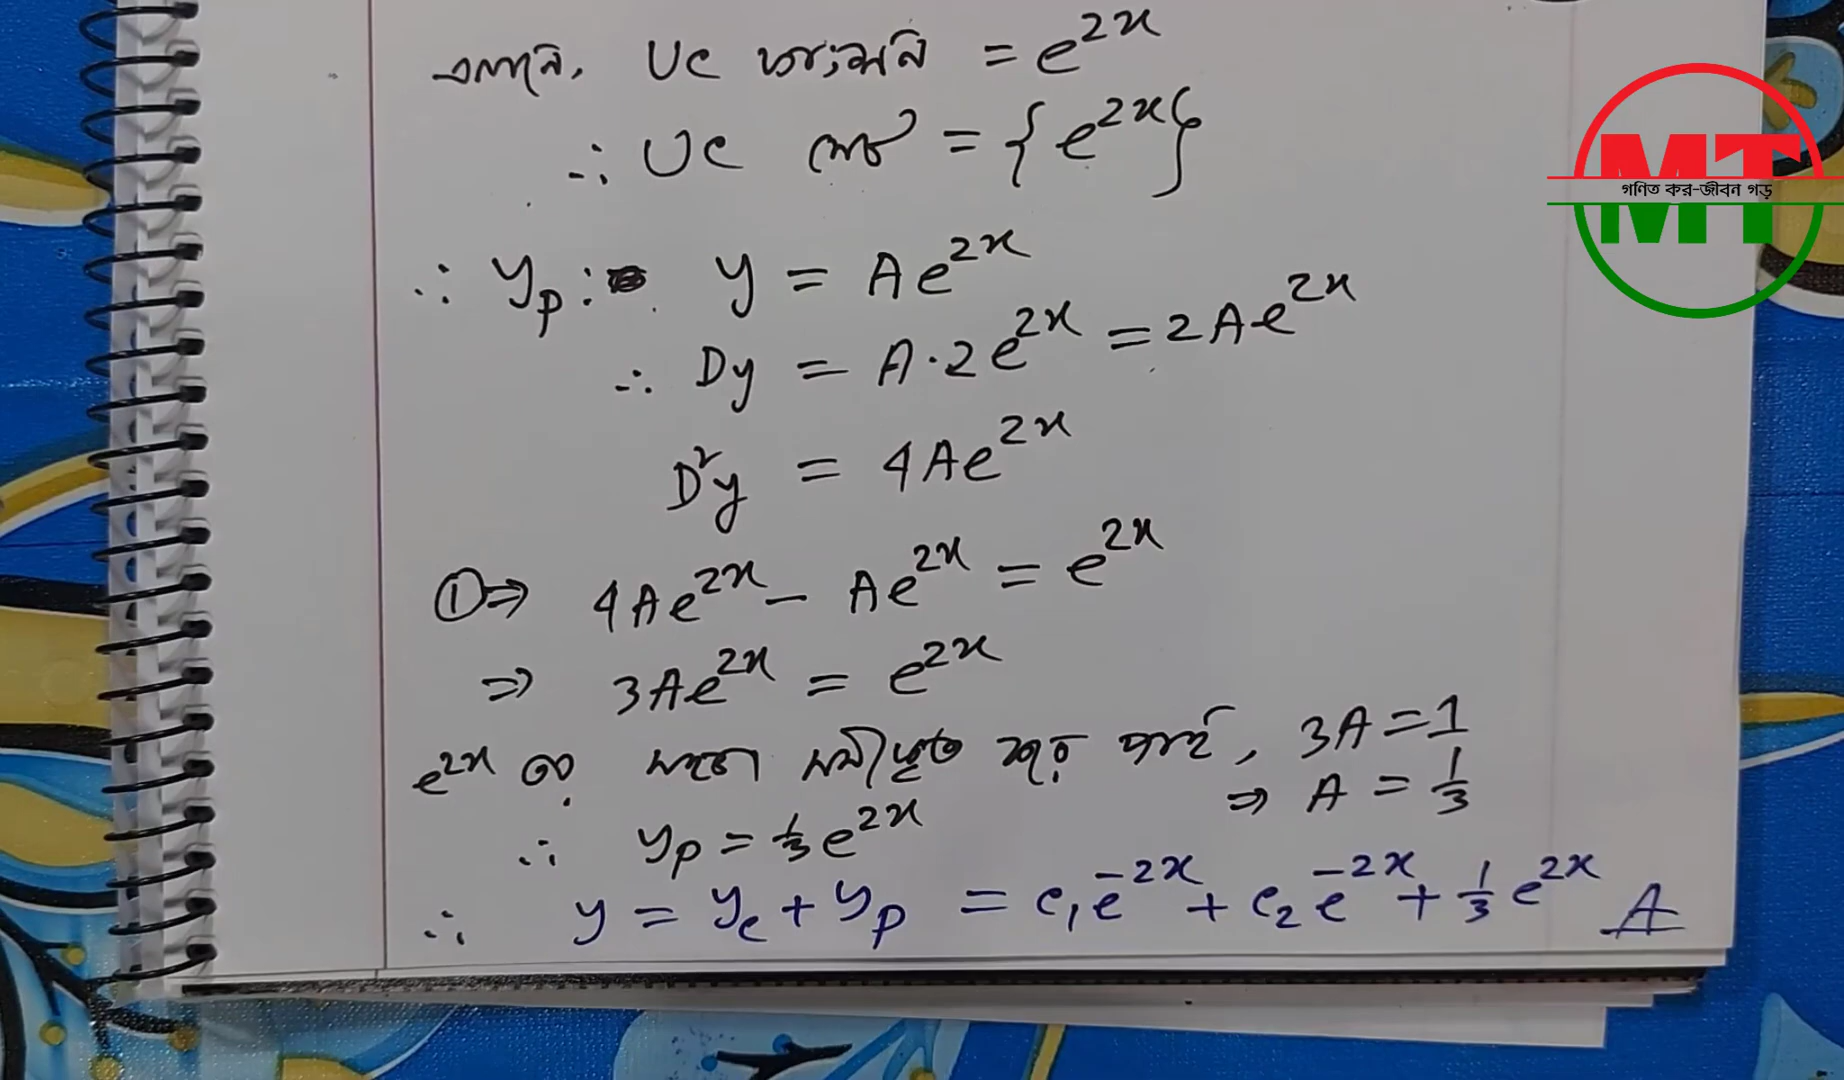 এখানে, UC ফাংশন = e^{2x}
∴ UC সেট = {e^{2x}}
∴ y_p : y = Ae^{2x}
∴ Dy = A·2e^{2x} = 2Ae^{2x}
D²y = 4Ae^{2x}
①⇒ 4Ae^{2x} - Ae^{2x} = e^{2x}
⇒ 3Ae^{2x} = e^{2x}
e^{2x} এর সহগ সমীকৃত করে পাই, 3A = 1
⇒ A = 1/3
∴ y_p = 1/3 e^{2x}
∴ y = y_c + y_p = c₁e^{-2x} + c₂e^{-2x} + 1/3 e^{2x} A
MT
গণিত কর-জীবন গড়